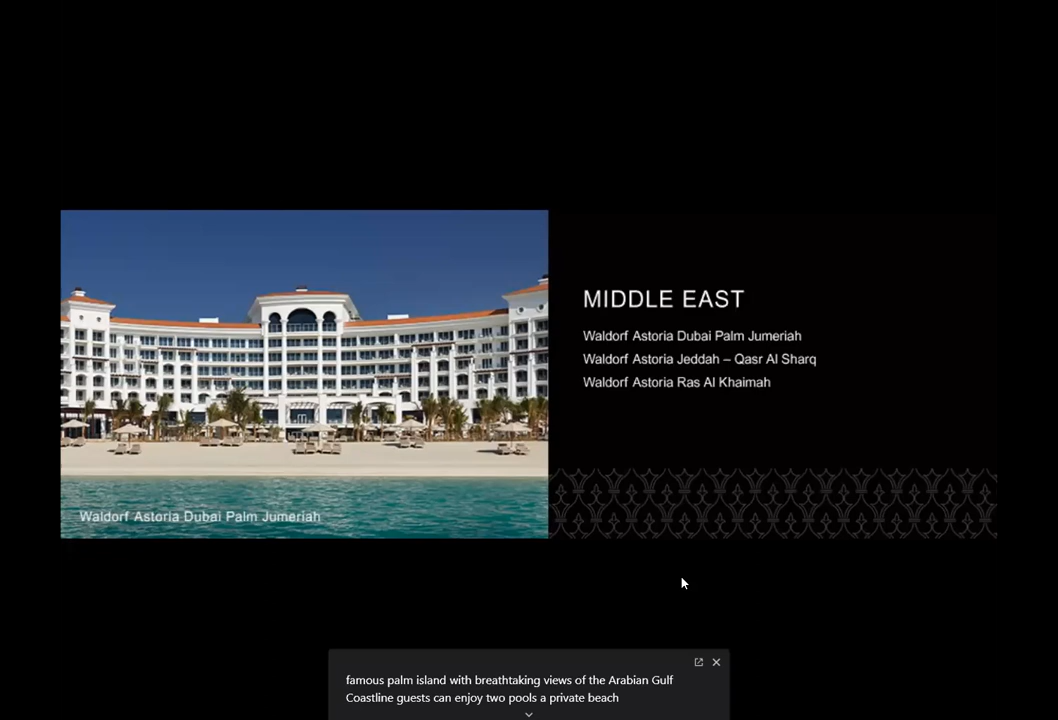 MIDDLE EAST
Waldorf Astoria Dubai Palm Jumeriah
Waldorf Astoria Jeddah – Qasr Al Sharq
Waldorf Astoria Ras Al Khaimah
Waldorf Astoria Dubai Palm Jumeriah
famous palm island with breathtaking views of the Arabian Gulf
Coastline guests can enjoy two pools a private beach